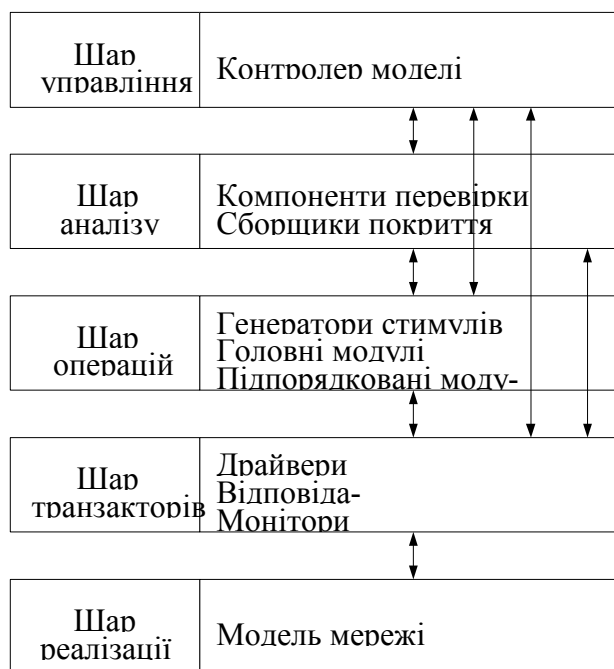 Шар
управління
Контролер моделі
Шар
аналізу
Компоненти перевірки
Сборщики покриття
Шар
операцій
Генератори стимулів
Головні модулі
Підпорядковані моду-
Шар
транзакторів
Драйвери
Відповіда-
Монітори
Шар
реалізації
Модель мережі